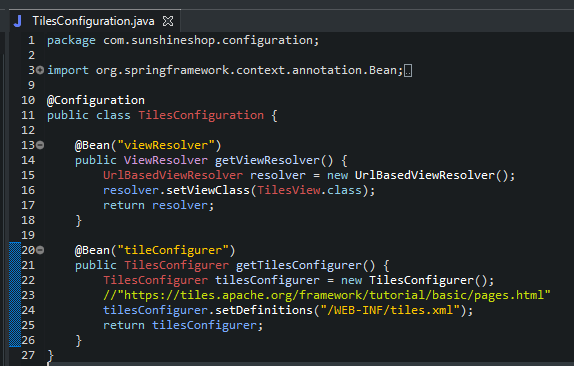 TilesConfiguration.java
1 package com.sunshineshop.configuration;
2
3 import org.springframework.context.annotation.Bean;
9
10 @Configuration
11 public class TilesConfiguration {
12
13 @Bean("viewResolver")
14 public ViewResolver getViewResolver() {
15 UrlBasedViewResolver resolver = new UrlBasedViewResolver();
16 resolver.setViewClass(TilesView.class);
17 return resolver;
18 }
19
20 @Bean("tileConfigurer")
21 public TilesConfigurer getTilesConfigurer() {
22 TilesConfigurer tilesConfigurer = new TilesConfigurer();
23 //"https://tiles.apache.org/framework/tutorial/basic/pages.html"
24 tilesConfigurer.setDefinitions("/WEB-INF/tiles.xml");
25 return tilesConfigurer;
26 }
27 }